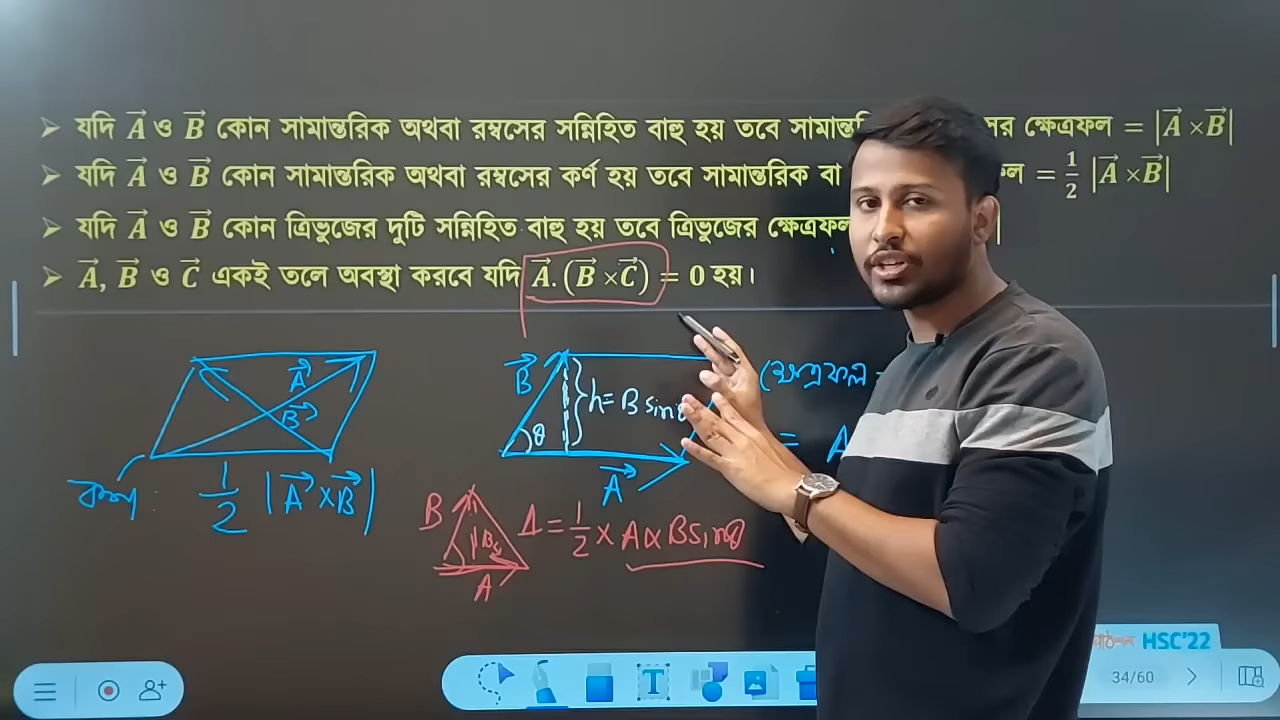 ➤ যদি A⃗ ও B⃗ কোন সামান্তরিক অথবা রম্বসের সন্নিহিত বাহু হয় তবে সামান্ত ক্ষেত্রফল = |A⃗ ×B⃗|
➤ যদি A⃗ ও B⃗ কোন সামান্তরিক অথবা রম্বসের কর্ণ হয় তবে সামান্তরিক বা = 1/2 |A⃗ ×B⃗|
➤ যদি A⃗ ও B⃗ কোন ত্রিভুজের দুটি সন্নিহিত বাহু হয় তবে ত্রিভুজের ক্ষেত্রফল |
➤ A⃗, B⃗ ও C⃗ একই তলে অবস্থা করবে যদি A⃗. (B⃗ ×C⃗) = 0 হয়।
A⃗
B⃗
কর্ণ : 1/2 |A⃗ × B⃗|
B⃗
θ
h = B sinθ
A⃗
ক্ষেত্রফল =
= A
B
A
Δ = 1/2 × A × B sinθ
HSC'22
T
34/60